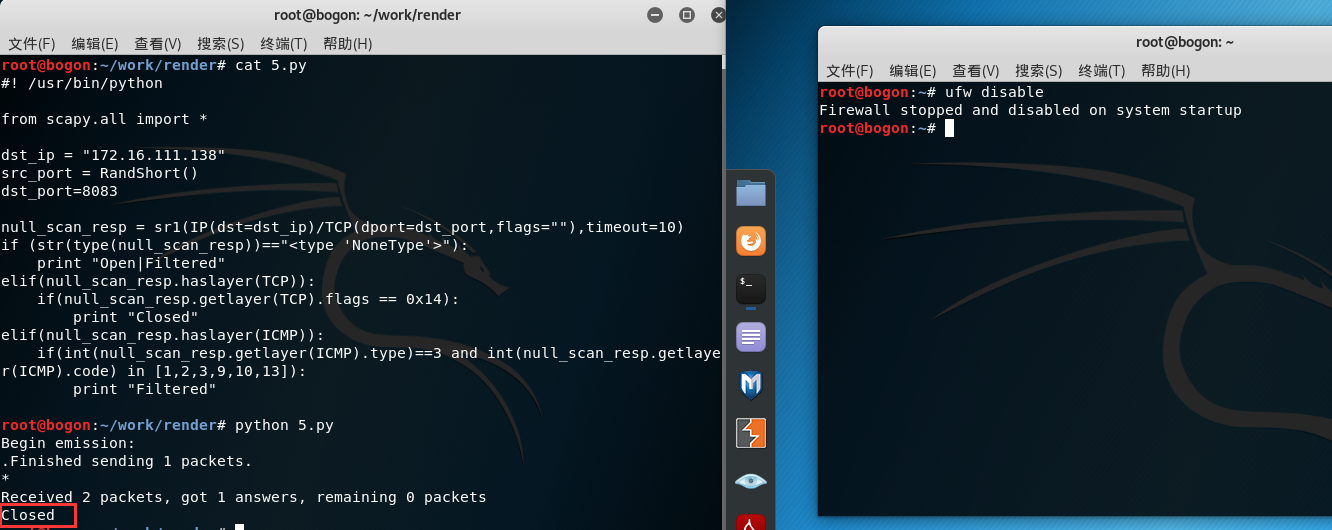 root@bogon: ~/work/render
文件(F) 编辑(E) 查看(V) 搜索(S) 终端(T) 帮助(H)
root@bogon:~/work/render# cat 5.py
#! /usr/bin/python
from scapy.all import *
dst_ip = "172.16.111.138"
src_port = RandShort()
dst_port=8083
null_scan_resp = sr1(IP(dst=dst_ip)/TCP(dport=dst_port,flags=""),timeout=10)
if (str(type(null_scan_resp))=="<type 'NoneType'>"):
    print "Open|Filtered"
elif(null_scan_resp.haslayer(TCP)):
    if(null_scan_resp.getlayer(TCP).flags == 0x14):
        print "Closed"
elif(null_scan_resp.haslayer(ICMP)):
    if(int(null_scan_resp.getlayer(ICMP).type)==3 and int(null_scan_resp.getlaye
r(ICMP).code) in [1,2,3,9,10,13]):
        print "Filtered"
root@bogon:~/work/render# python 5.py
Begin emission:
.Finished sending 1 packets.
*
Received 2 packets, got 1 answers, remaining 0 packets
Closed
root@bogon: ~
文件(F) 编辑(E) 查看(V) 搜索(S) 终端(T) 帮助(H)
root@bogon:~# ufw disable
Firewall stopped and disabled on system startup
root@bogon:~#